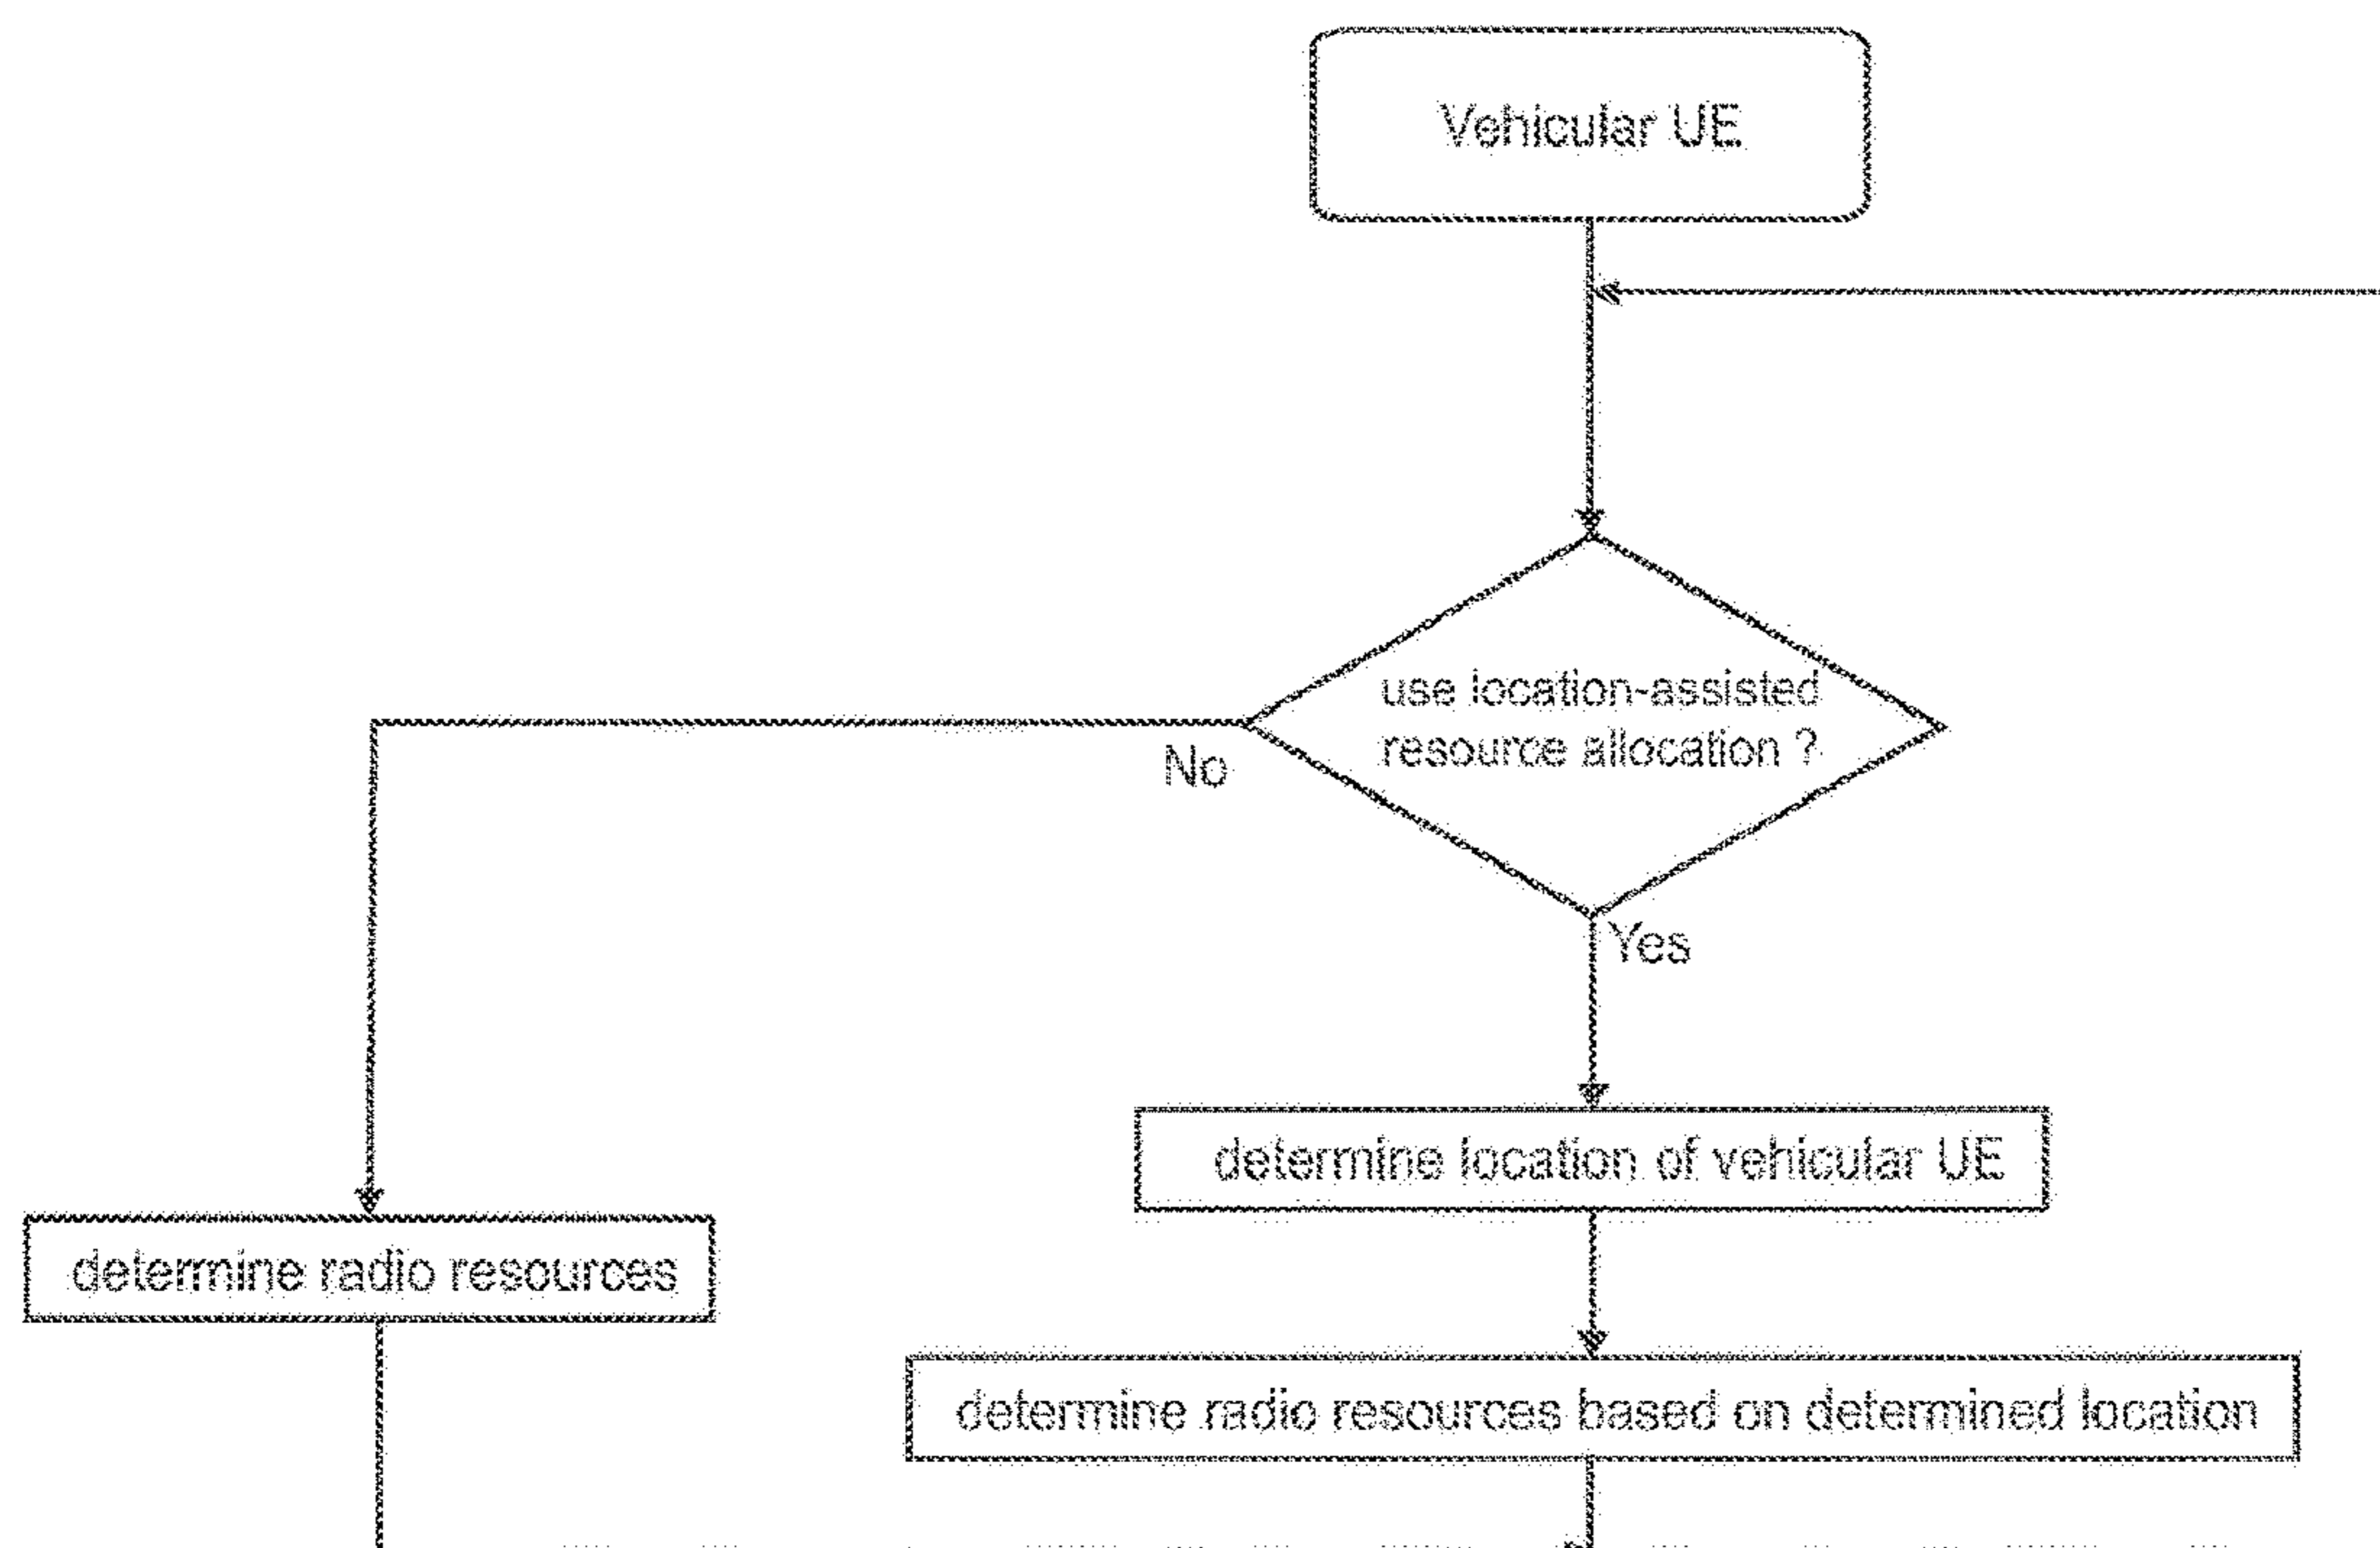 Vehicular UE
use location-assisted
resource allocation ?
No
Yes
determine location of vehicular UE
determine radio resources
determine radio resources based on determined location